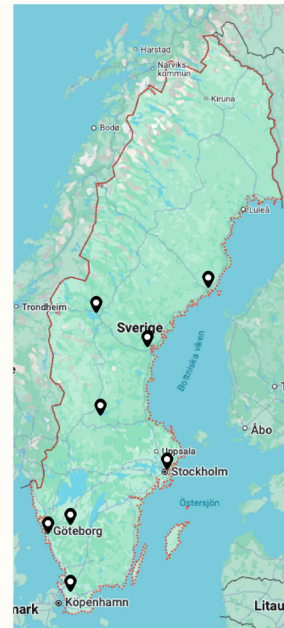 Harstad
Narviks
kommun
Kiruna
Bodø
Luleå
Trondheim
Sverige
Bottniska viken
Åbo
Uppsala
Stockholm
Östersjön
Göteborg
mark
Köpenhamn
Litau